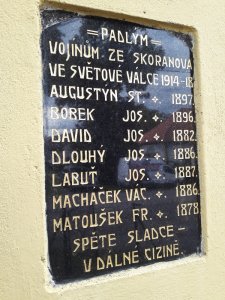 =PADLÝM=
VOJINŮM ZE SKORANOVA
VE SVĚTOVÉ VÁLCE 1914-18.
AUGUSTÝN ST. *. 1897.
BOREK JOS. *. 1896.
DAVID JOS. *. 1882.
DLOUHÝ JOS. *. 1886.
LABUŤ JOS. *. 1887.
MACHÁČEK VÁC. *. 1886.
MATOUŠEK FR. *. 1878.
SPĚTE SLADCE –
V DÁLNÉ CIZINĚ.